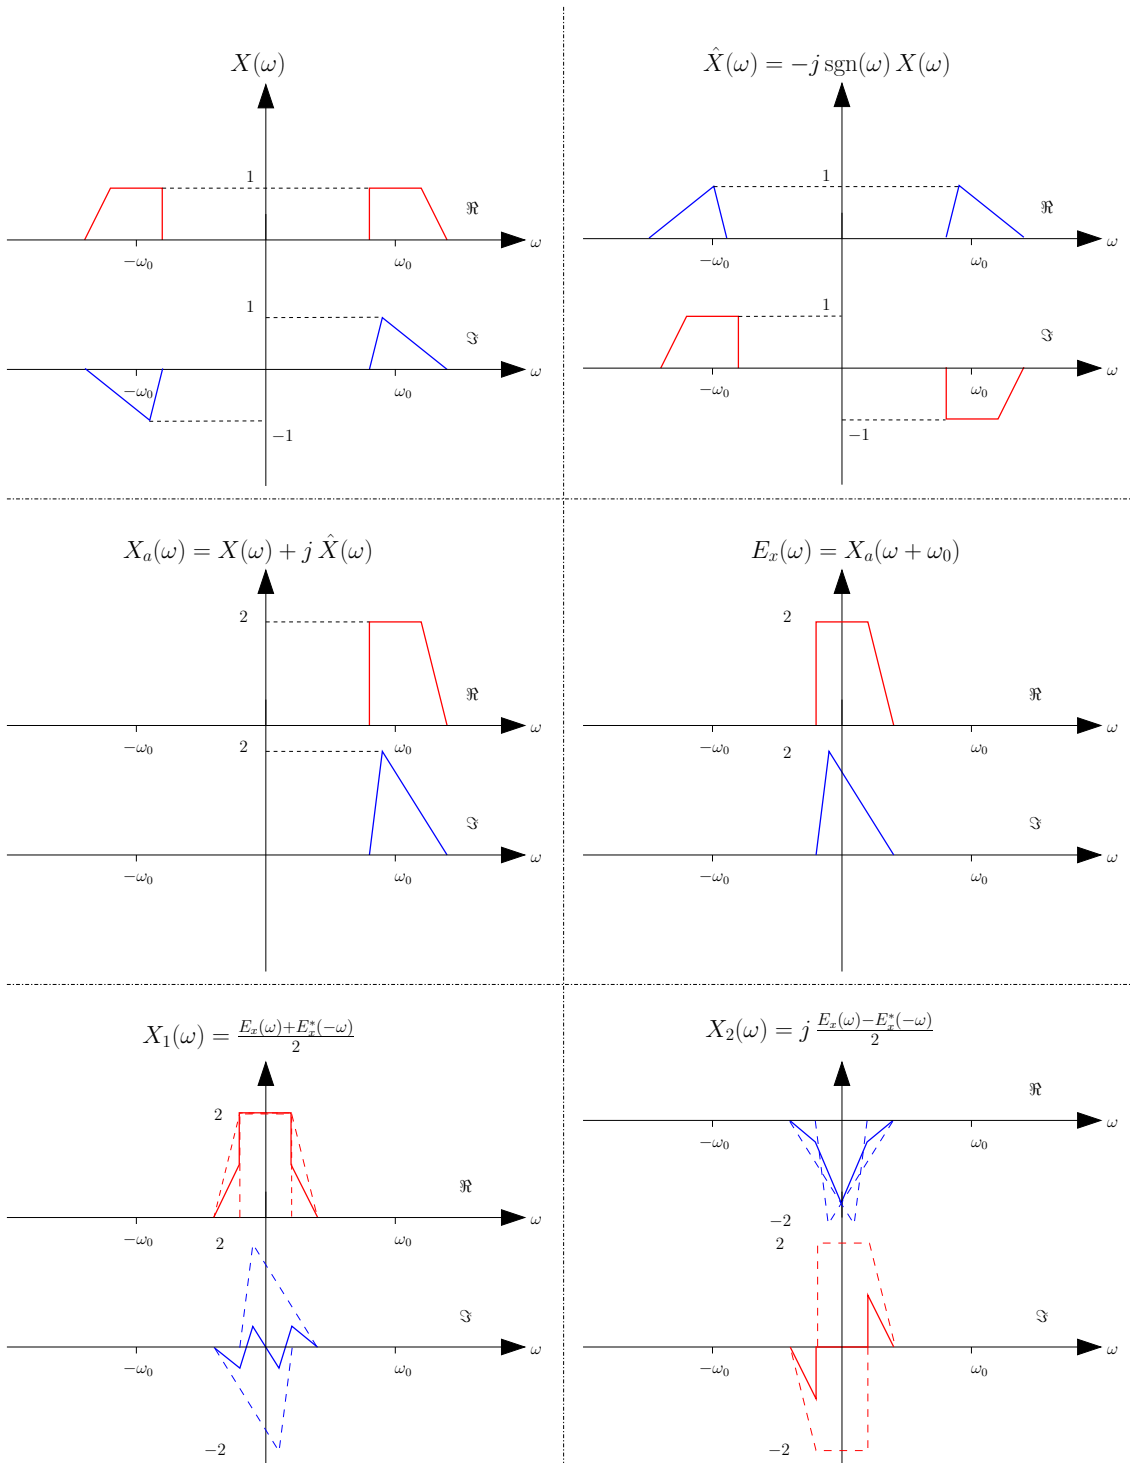 X(ω)
1
ℜ
ω
−ω₀
ω₀
1
ℑ
ω
−ω₀
ω₀
−1
X̂(ω) = −j sgn(ω) X(ω)
1
ℜ
ω
−ω₀
ω₀
1
ℑ
ω
−ω₀
ω₀
−1
Xₐ(ω) = X(ω) + j X̂(ω)
2
ℜ
ω
−ω₀
ω₀
2
ℑ
ω
−ω₀
ω₀
Eₓ(ω) = Xₐ(ω + ω₀)
2
ℜ
ω
−ω₀
ω₀
2
ℑ
ω
−ω₀
ω₀
X₁(ω) = (Eₓ(ω)+Eₓ*(−ω))/2
2
ℜ
ω
−ω₀
ω₀
2
ℑ
ω
−ω₀
ω₀
−2
X₂(ω) = j (Eₓ(ω)−Eₓ*(−ω))/2
ℜ
ω
−ω₀
ω₀
−2
2
ℑ
ω
−ω₀
ω₀
−2